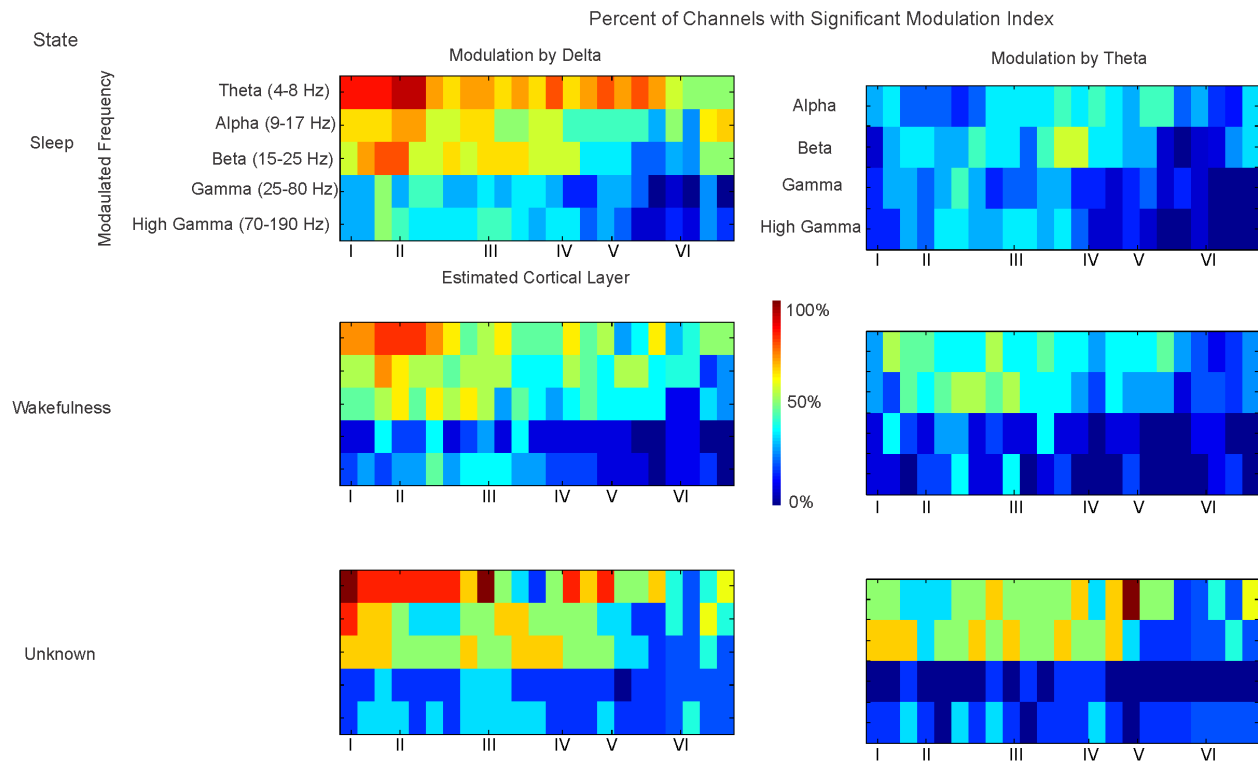 Percent of Channels with Significant Modulation Index
State
Modulation by Delta
Modulation by Theta
Sleep
Modaulated Frequency
Theta (4-8 Hz)
Alpha (9-17 Hz)
Beta (15-25 Hz)
Gamma (25-80 Hz)
High Gamma (70-190 Hz)
I II III IV V VI
Alpha
Beta
Gamma
High Gamma
I II III IV V VI
Estimated Cortical Layer
100%
50%
0%
Wakefulness
I II III IV V VI
I II III IV V VI
Unknown
I II III IV V VI
I II III IV V VI